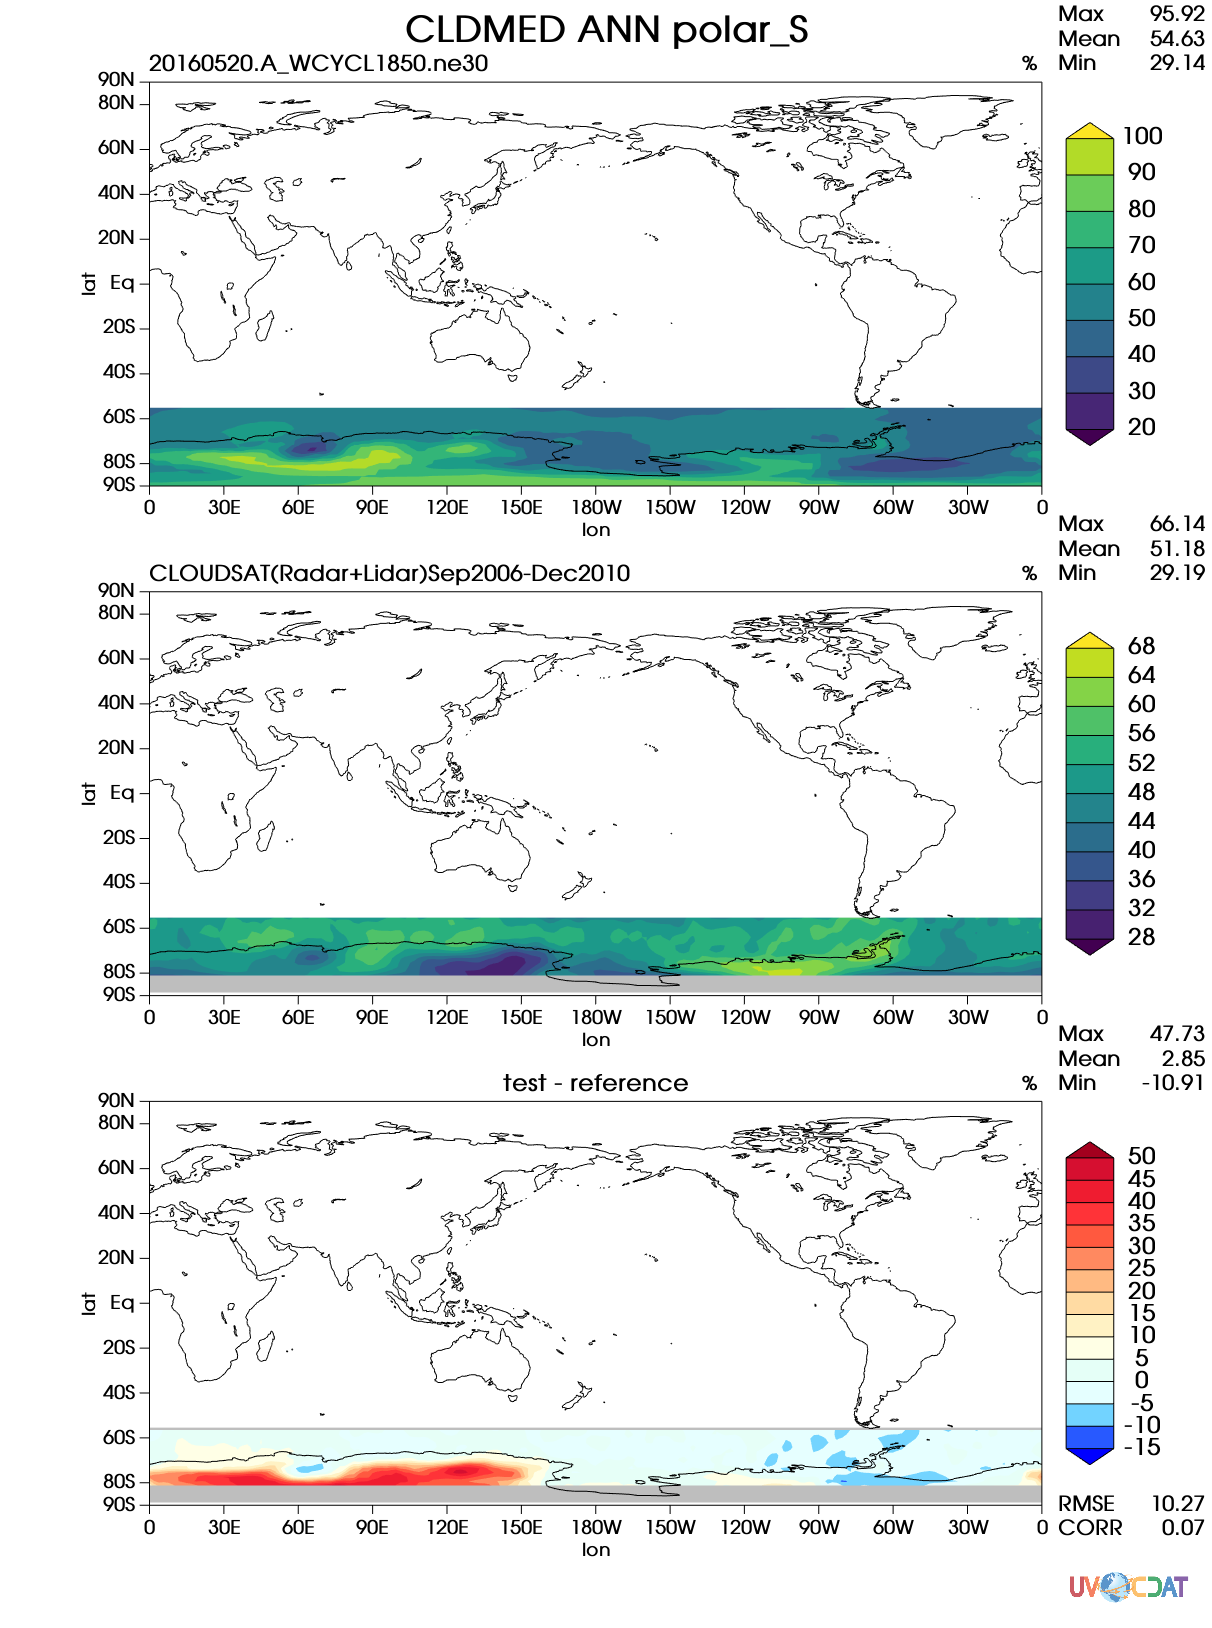 CLDMED ANN polar_S
Max 95.92
Mean 54.63
Min 29.14
20160520.A_WCYCL1850.ne30 %
90N
80N
60N
40N
20N
Eq
20S
40S
60S
80S
90S
lat
0 30E 60E 90E 120E 150E 180W 150W 120W 90W 60W 30W 0
lon
100
90
80
70
60
50
40
30
20
Max 66.14
Mean 51.18
Min 29.19
CLOUDSAT(Radar+Lidar)Sep2006-Dec2010 %
90N
80N
60N
40N
20N
Eq
20S
40S
60S
80S
90S
lat
0 30E 60E 90E 120E 150E 180W 150W 120W 90W 60W 30W 0
lon
68
64
60
56
52
48
44
40
36
32
28
Max 47.73
Mean 2.85
Min -10.91
test - reference %
90N
80N
60N
40N
20N
Eq
20S
40S
60S
80S
90S
lat
0 30E 60E 90E 120E 150E 180W 150W 120W 90W 60W 30W 0
lon
50
45
40
35
30
25
20
15
10
5
0
-5
-10
-15
RMSE 10.27
CORR 0.07
UV CDAT